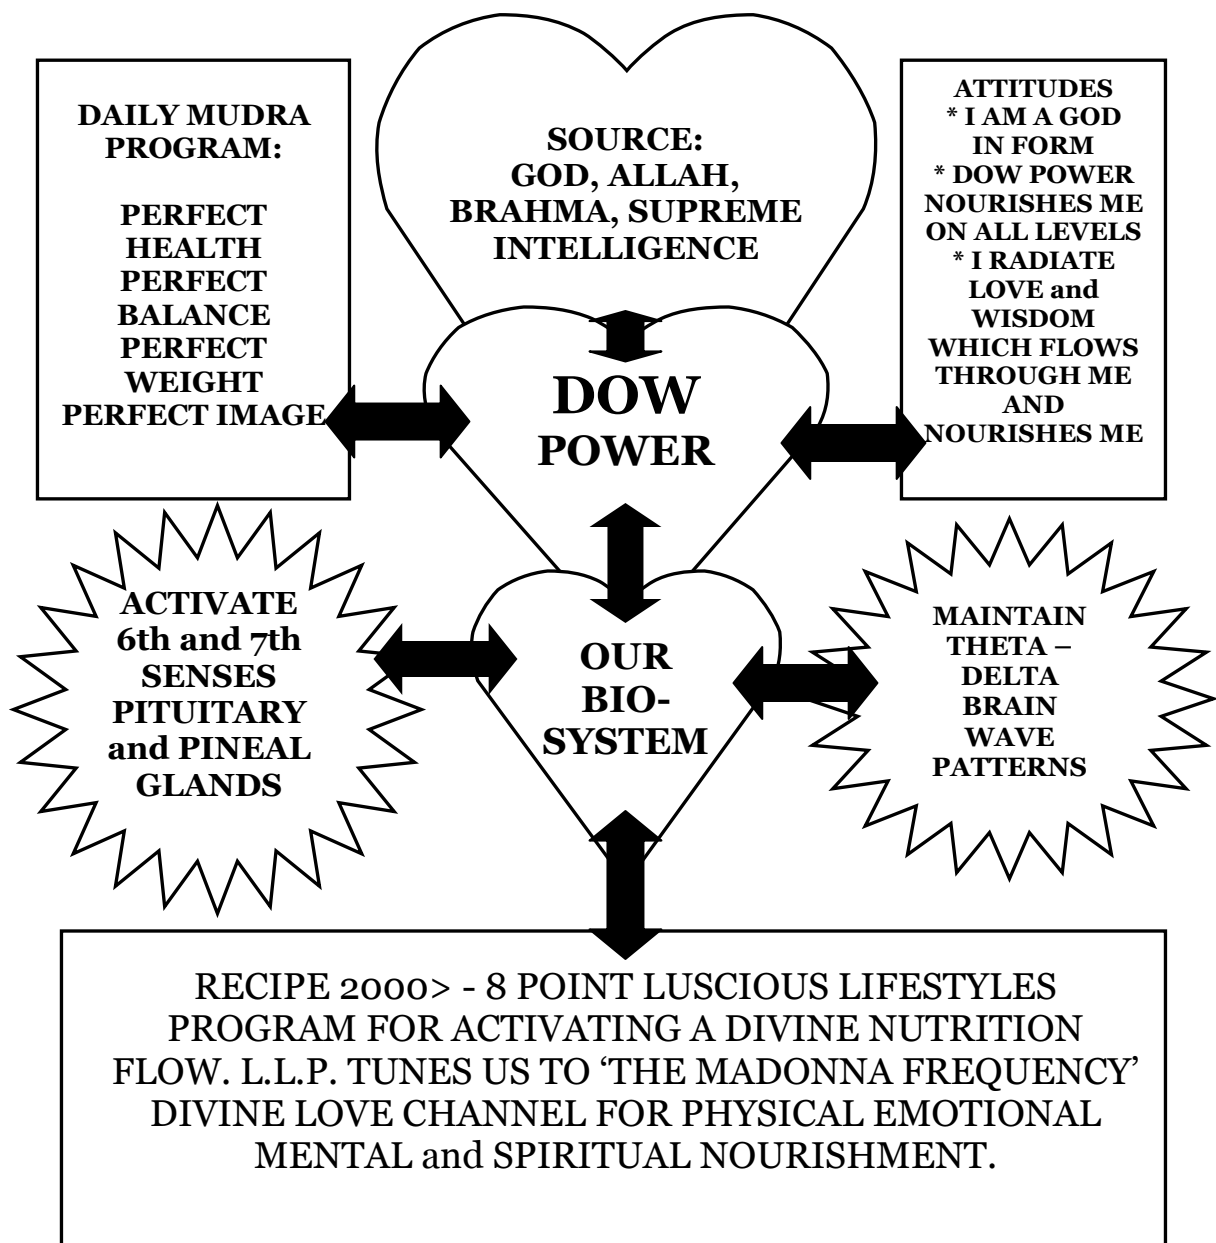 DAILY MUDRA
PROGRAM:
PERFECT
HEALTH
PERFECT
BALANCE
PERFECT
WEIGHT
PERFECT IMAGE
SOURCE:
GOD, ALLAH,
BRAHMA, SUPREME
INTELLIGENCE
ATTITUDES
* I AM A GOD
IN FORM
* DOW POWER
NOURISHES ME
ON ALL LEVELS
* I RADIATE
LOVE and
WISDOM
WHICH FLOWS
THROUGH ME
AND
NOURISHES ME
DOW
POWER
ACTIVATE
6th and 7th
SENSES
PITUITARY
and PINEAL
GLANDS
OUR
BIO-
SYSTEM
MAINTAIN
THETA –
DELTA
BRAIN
WAVE
PATTERNS
RECIPE 2000> - 8 POINT LUSCIOUS LIFESTYLES
PROGRAM FOR ACTIVATING A DIVINE NUTRITION
FLOW. L.L.P. TUNES US TO ‘THE MADONNA FREQUENCY’
DIVINE LOVE CHANNEL FOR PHYSICAL EMOTIONAL
MENTAL and SPIRITUAL NOURISHMENT.